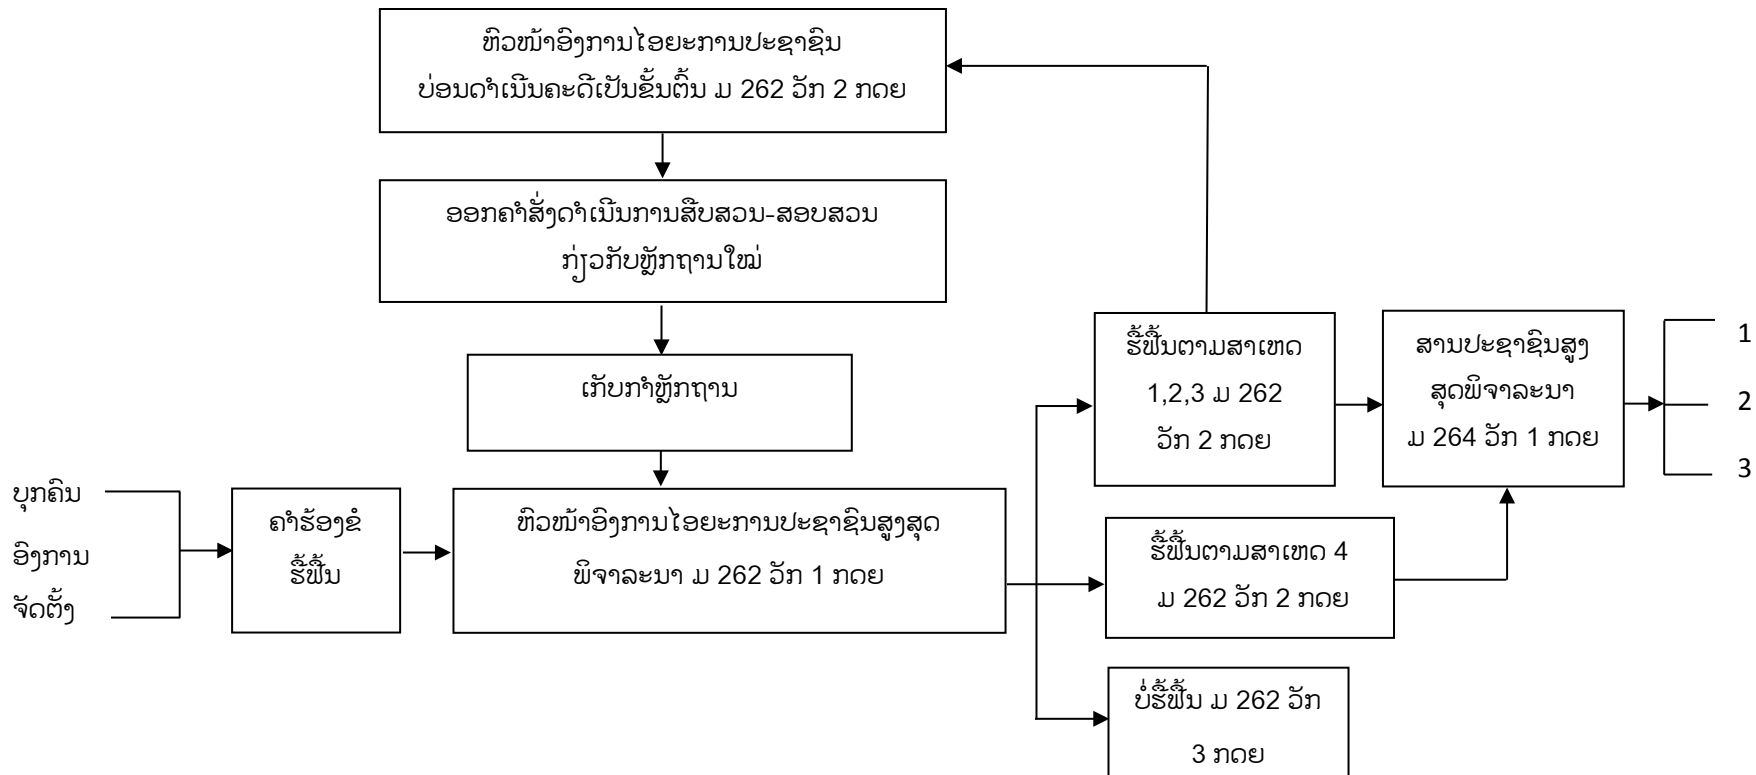 ຫົວໜ້າອົງການໄອຍະການປະຊາຊົນ
ບ່ອນດຳເນີນຄະດີເປັນຂັ້ນຕົ້ນ ມ 262 ວັກ 2 ກດຍ
ອອກຄຳສັ່ງດຳເນີນການສືບສວນ-ສອບສວນ
ກ່ຽວກັບຫຼັກຖານໃໝ່
ເກັບກຳຫຼັກຖານ
ບຸກຄົນ
ອົງການ
ຈັດຕັ້ງ
ຄຳຮ້ອງຂໍ
ຮື້ຟື້ນ
ຫົວໜ້າອົງການໄອຍະການປະຊາຊົນສູງສຸດ
ພິຈາລະນາ ມ 262 ວັກ 1 ກດຍ
ຮື້ຟື້ນຕາມສາເຫດ
1,2,3 ມ 262
ວັກ 2 ກດຍ
ຮື້ຟື້ນຕາມສາເຫດ 4
ມ 262 ວັກ 2 ກດຍ
ບໍ່ຮື້ຟື້ນ ມ 262 ວັກ
3 ກດຍ
ສານປະຊາຊົນສູງ
ສຸດພິຈາລະນາ
ມ 264 ວັກ 1 ກດຍ
1
2
3